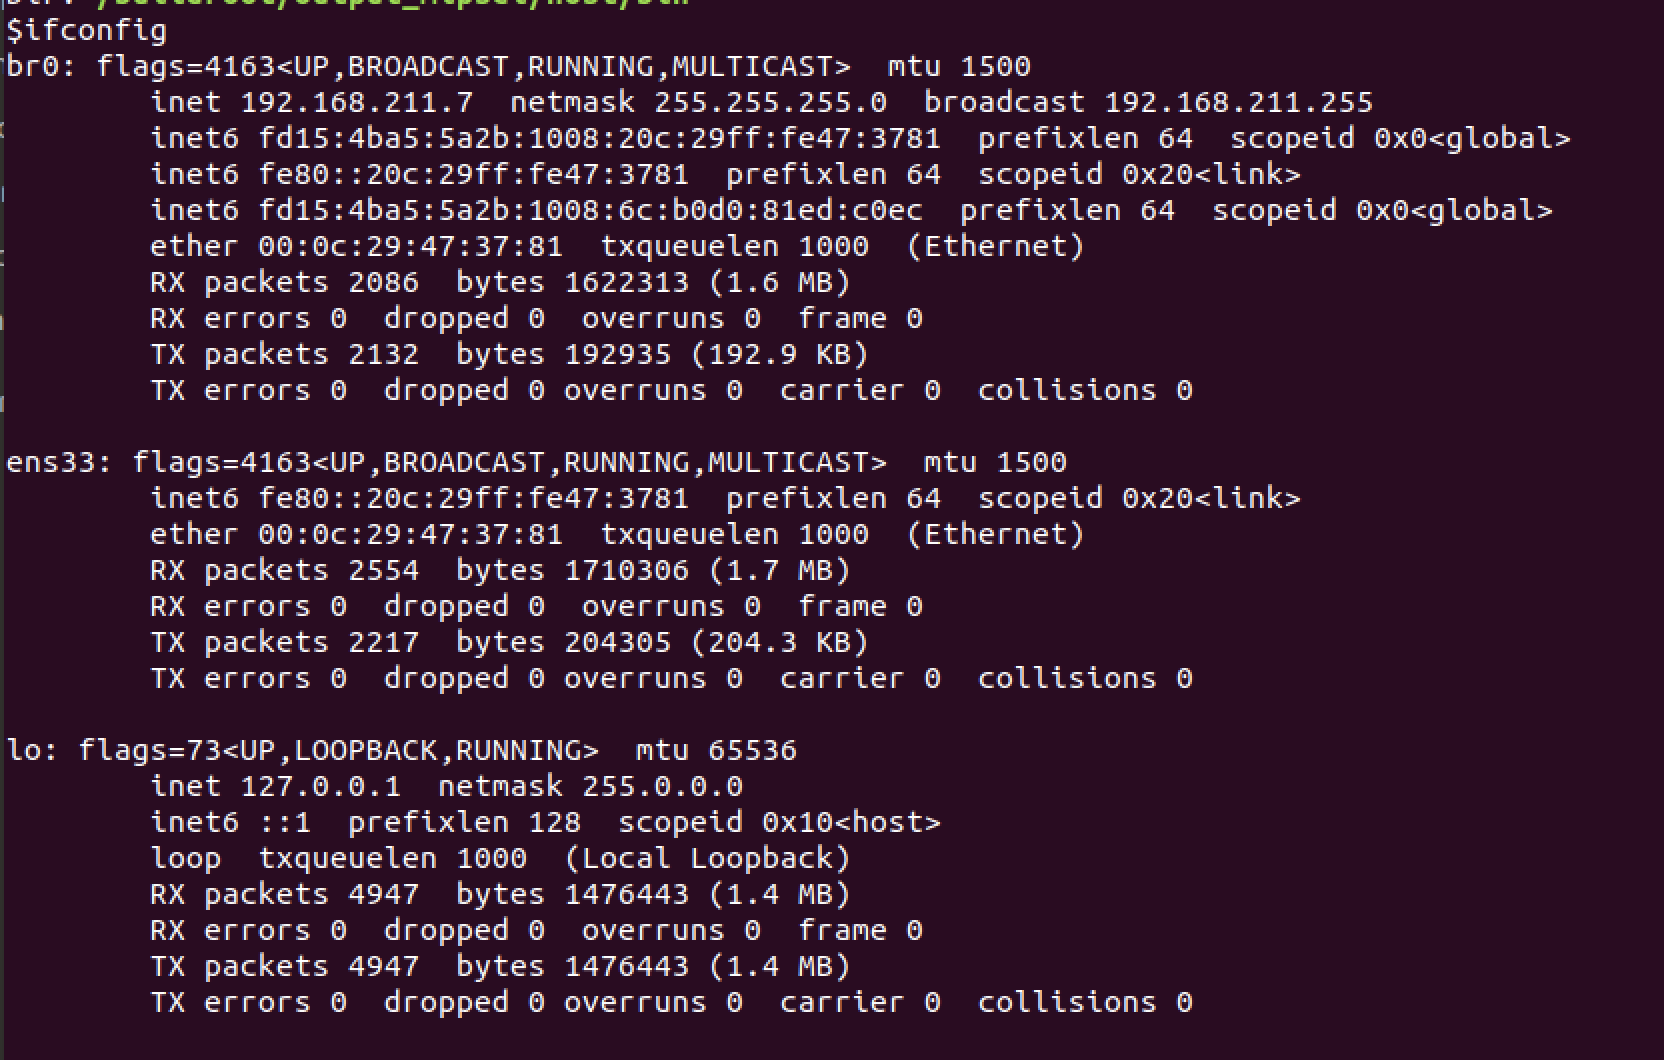 $ifconfig
br0: flags=4163<UP,BROADCAST,RUNNING,MULTICAST>  mtu 1500
        inet 192.168.211.7  netmask 255.255.255.0  broadcast 192.168.211.255
        inet6 fd15:4ba5:5a2b:1008:20c:29ff:fe47:3781  prefixlen 64  scopeid 0x0<global>
        inet6 fe80::20c:29ff:fe47:3781  prefixlen 64  scopeid 0x20<link>
        inet6 fd15:4ba5:5a2b:1008:6c:b0d0:81ed:c0ec  prefixlen 64  scopeid 0x0<global>
        ether 00:0c:29:47:37:81  txqueuelen 1000  (Ethernet)
        RX packets 2086  bytes 1622313 (1.6 MB)
        RX errors 0  dropped 0  overruns 0  frame 0
        TX packets 2132  bytes 192935 (192.9 KB)
        TX errors 0  dropped 0 overruns 0  carrier 0  collisions 0

ens33: flags=4163<UP,BROADCAST,RUNNING,MULTICAST>  mtu 1500
        inet6 fe80::20c:29ff:fe47:3781  prefixlen 64  scopeid 0x20<link>
        ether 00:0c:29:47:37:81  txqueuelen 1000  (Ethernet)
        RX packets 2554  bytes 1710306 (1.7 MB)
        RX errors 0  dropped 0  overruns 0  frame 0
        TX packets 2217  bytes 204305 (204.3 KB)
        TX errors 0  dropped 0 overruns 0  carrier 0  collisions 0

lo: flags=73<UP,LOOPBACK,RUNNING>  mtu 65536
        inet 127.0.0.1  netmask 255.0.0.0
        inet6 ::1  prefixlen 128  scopeid 0x10<host>
        loop  txqueuelen 1000  (Local Loopback)
        RX packets 4947  bytes 1476443 (1.4 MB)
        RX errors 0  dropped 0  overruns 0  frame 0
        TX packets 4947  bytes 1476443 (1.4 MB)
        TX errors 0  dropped 0 overruns 0  carrier 0  collisions 0